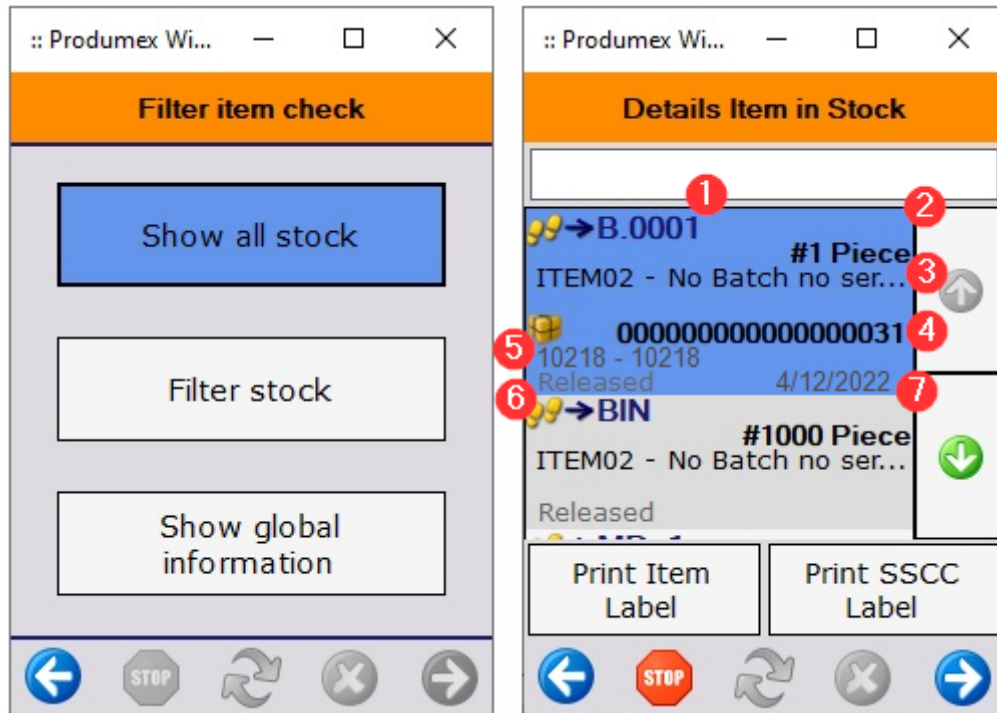 :: Produmex Wi...
Filter item check
Show all stock
Filter stock
Show global
information
STOP
:: Produmex Wi...
Details Item in Stock
1
2
B.0001
#1 Piece
3
ITEM02 - No Batch no ser...
4
000000000000000031
5
10218 - 10218
6
Released
4/12/2022
7
BIN
#1000 Piece
ITEM02 - No Batch no ser...
Released
Print Item
Label
Print SSCC
Label
STOP